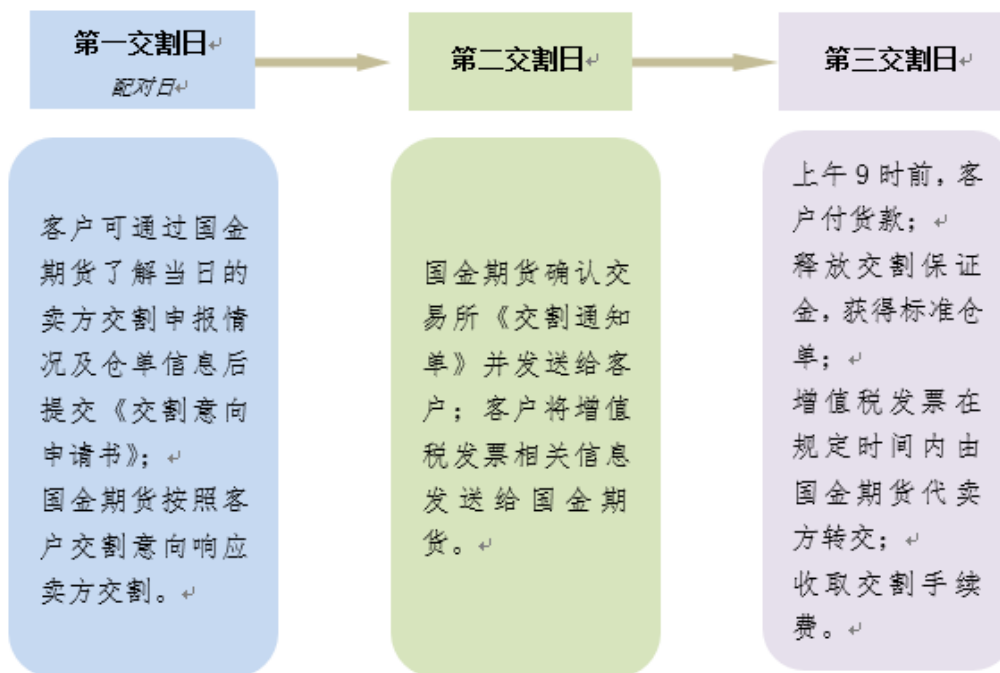 第一交割日
配对日
第二交割日
第三交割日
客户可通过国金
期货了解当日的
卖方交割申报情
况及仓单信息后
提交《交割意向
申请书》；
国金期货按照客
户交割意向响应
卖方交割。
国金期货确认交
易所《交割通知
单》并发送给客
户；客户将增值
税发票相关信息
发送给国金期
货。
上午9时前，客
户付货款；
释放交割保证
金，获得标准仓
单；
增值税发票在
规定时间内由
国金期货代卖
方转交；
收取交割手续
费。